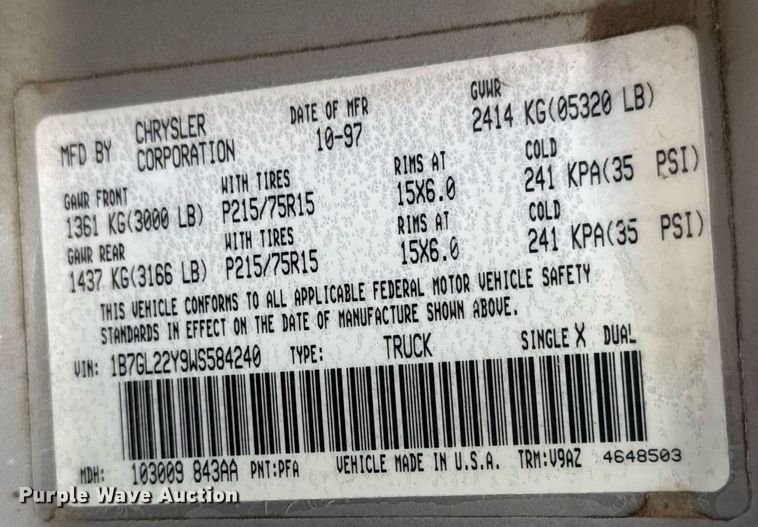 MFD BY CHRYSLER CORPORATION DATE OF MFR 10-97 GVWR 2414 KG(05320 LB)
GAWR FRONT WITH TIRES RIMS AT COLD
1361 KG(3000 LB) P215/75R15 15X6.0 241 KPA(35 PSI)
GAWR REAR WITH TIRES RIMS AT COLD
1437 KG(3166 LB) P215/75R15 15X6.0 241 KPA(35 PSI)
THIS VEHICLE CONFORMS TO ALL APPLICABLE FEDERAL MOTOR VEHICLE SAFETY
STANDARDS IN EFFECT ON THE DATE OF MANUFACTURE SHOWN ABOVE.
VIN: 1B7GL22Y9WS584240 TYPE: TRUCK SINGLE X DUAL
MDH: 103009 843AA PNT:PFA VEHICLE MADE IN U.S.A. TRM:V9AZ 4648503
Purple Wave Auction